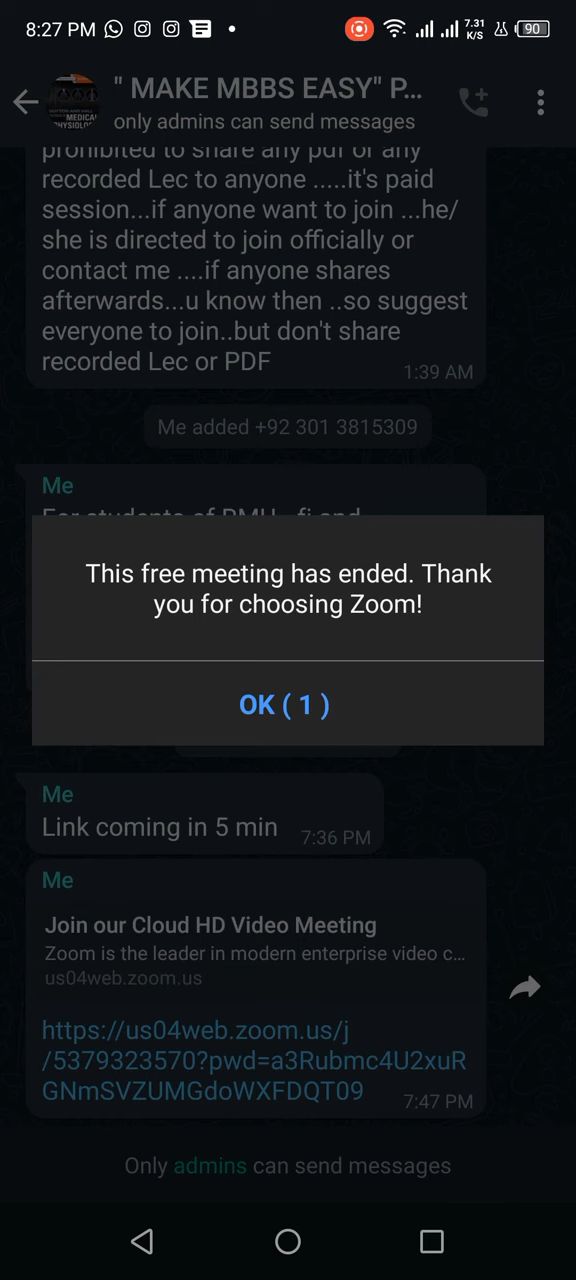 8:27 PM
7.31
K/S
90
" MAKE MBBS EASY" P...
only admins can send messages
MEDICAL
PHYSIOLO
prohibited to share any pdf or any
recorded Lec to anyone .....it's paid
session...if anyone want to join ...he/
she is directed to join officially or
contact me ....if anyone shares
afterwards...u know then ..so suggest
everyone to join..but don't share
recorded Lec or PDF
1:39 AM
Me added +92 301 3815309
Me
This free meeting has ended. Thank
you for choosing Zoom!
OK ( 1 )
Me
Link coming in 5 min
7:36 PM
Me
Join our Cloud HD Video Meeting
Zoom is the leader in modern enterprise video c...
us04web.zoom.us
https://us04web.zoom.us/j
/5379323570?pwd=a3Rubmc4U2xuR
GNmSVZUMGdoWXFDQT09
7:47 PM
Only admins can send messages